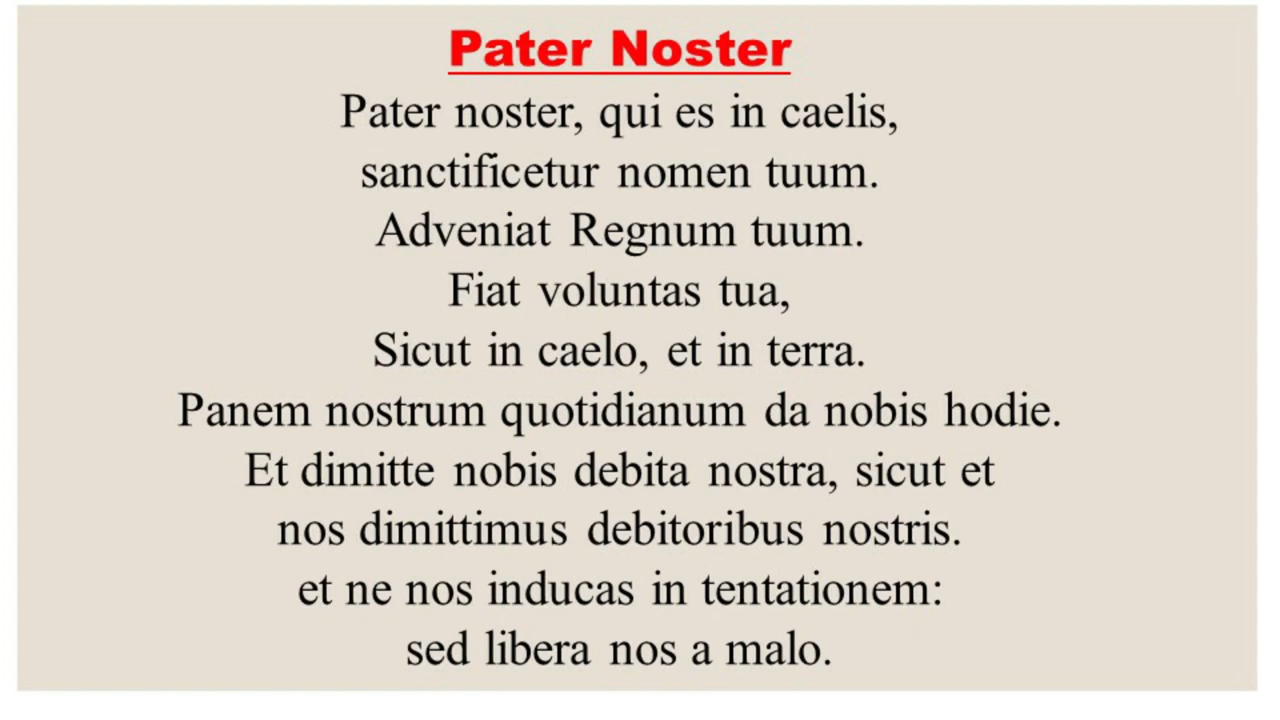 Pater Noster
Pater noster, qui es in caelis,
sanctificetur nomen tuum.
Adveniat Regnum tuum.
Fiat voluntas tua,
Sicut in caelo, et in terra.
Panem nostrum quotidianum da nobis hodie.
Et dimitte nobis debita nostra, sicut et
nos dimittimus debitoribus nostris.
et ne nos inducas in tentationem:
sed libera nos a malo.